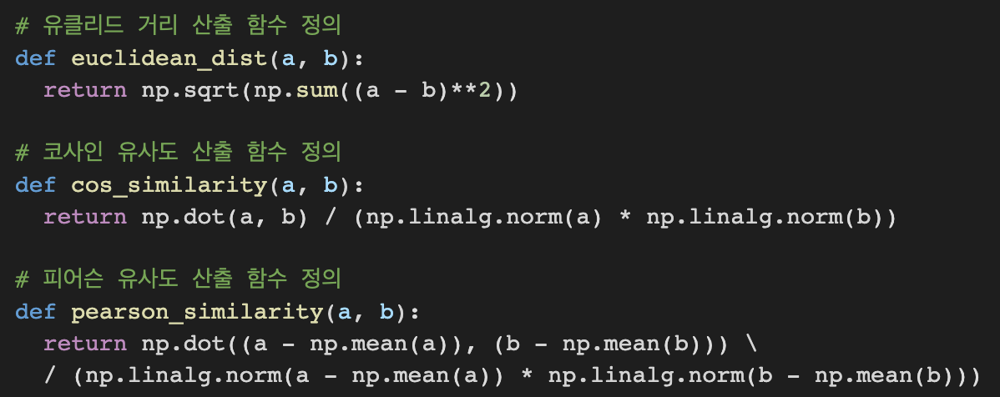 # 유클리드 거리 산출 함수 정의
def euclidean_dist(a, b):
  return np.sqrt(np.sum((a - b)**2))

# 코사인 유사도 산출 함수 정의
def cos_similarity(a, b):
  return np.dot(a, b) / (np.linalg.norm(a) * np.linalg.norm(b))

# 피어슨 유사도 산출 함수 정의
def pearson_similarity(a, b):
  return np.dot((a - np.mean(a)), (b - np.mean(b))) \
  / (np.linalg.norm(a - np.mean(a)) * np.linalg.norm(b - np.mean(b)))